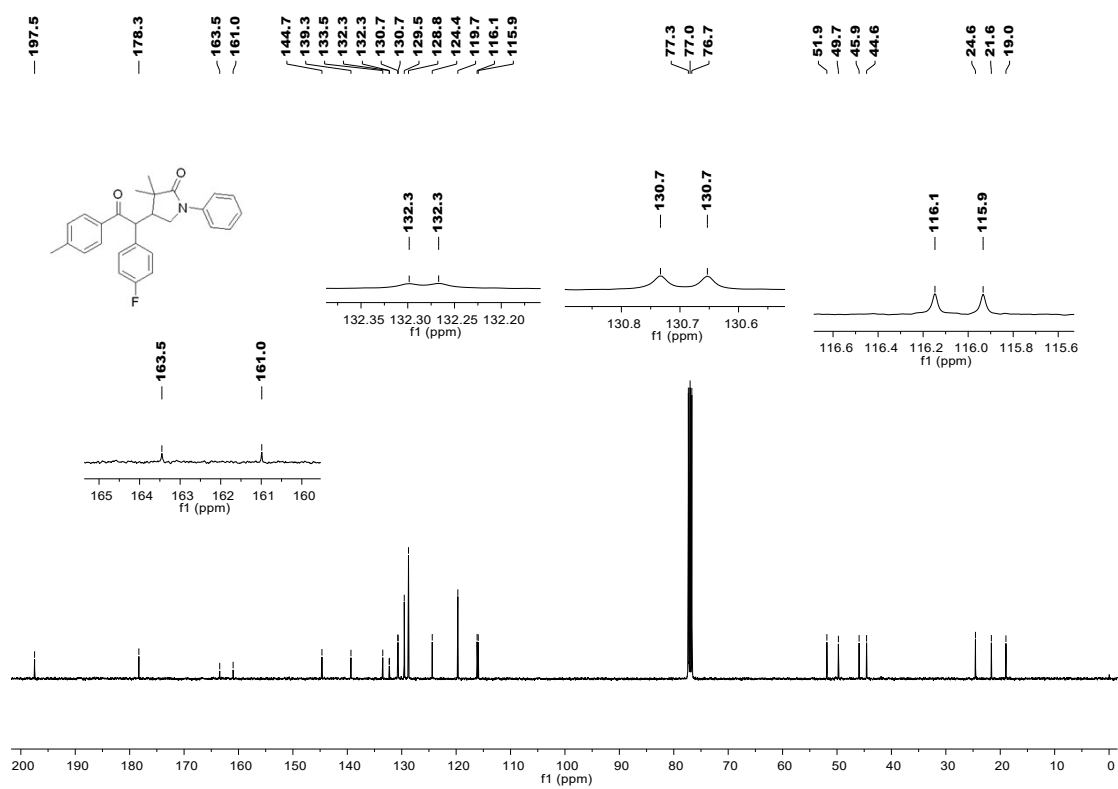 197.5 178.3 163.5 161.0 144.7 139.3 133.5 132.3 132.3 130.7 130.7 129.5 128.8 124.4 119.7 116.1 115.9 77.3 77.0 76.7 51.9 49.7 45.9 44.6 24.6 21.6 19.0
O
O
N
F
132.3 132.3
132.35 132.30 132.25 132.20
f1 (ppm)
130.7 130.7
130.8 130.7 130.6
f1 (ppm)
116.1 115.9
116.6 116.4 116.2 116.0 115.8 115.6
f1 (ppm)
163.5 161.0
165 164 163 162 161 160
f1 (ppm)
200 190 180 170 160 150 140 130 120 110 100 90 80 70 60 50 40 30 20 10 0
f1 (ppm)